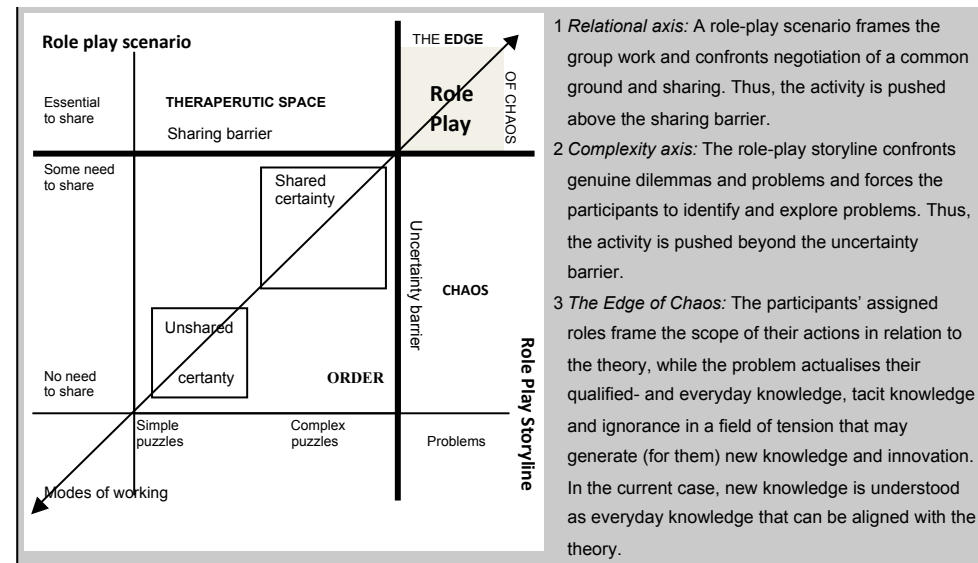 Role play scenario
THE EDGE
OF CHAOS
Essential
to share
THERAPERUTIC SPACE
Sharing barrier
Role
Play
Some need
to share
Shared
certainty
Uncertainty barrier
CHAOS
Unshared
certanty
No need
to share
ORDER
Role Play Storyline
Simple
puzzles
Complex
puzzles
Problems
Modes of working
1 Relational axis: A role-play scenario frames the
group work and confronts negotiation of a common
ground and sharing. Thus, the activity is pushed
above the sharing barrier.
2 Complexity axis: The role-play storyline confronts
genuine dilemmas and problems and forces the
participants to identify and explore problems. Thus,
the activity is pushed beyond the uncertainty
barrier.
3 The Edge of Chaos: The participants’ assigned
roles frame the scope of their actions in relation to
the theory, while the problem actualises their
qualified- and everyday knowledge, tacit knowledge
and ignorance in a field of tension that may
generate (for them) new knowledge and innovation.
In the current case, new knowledge is understood
as everyday knowledge that can be aligned with the
theory.